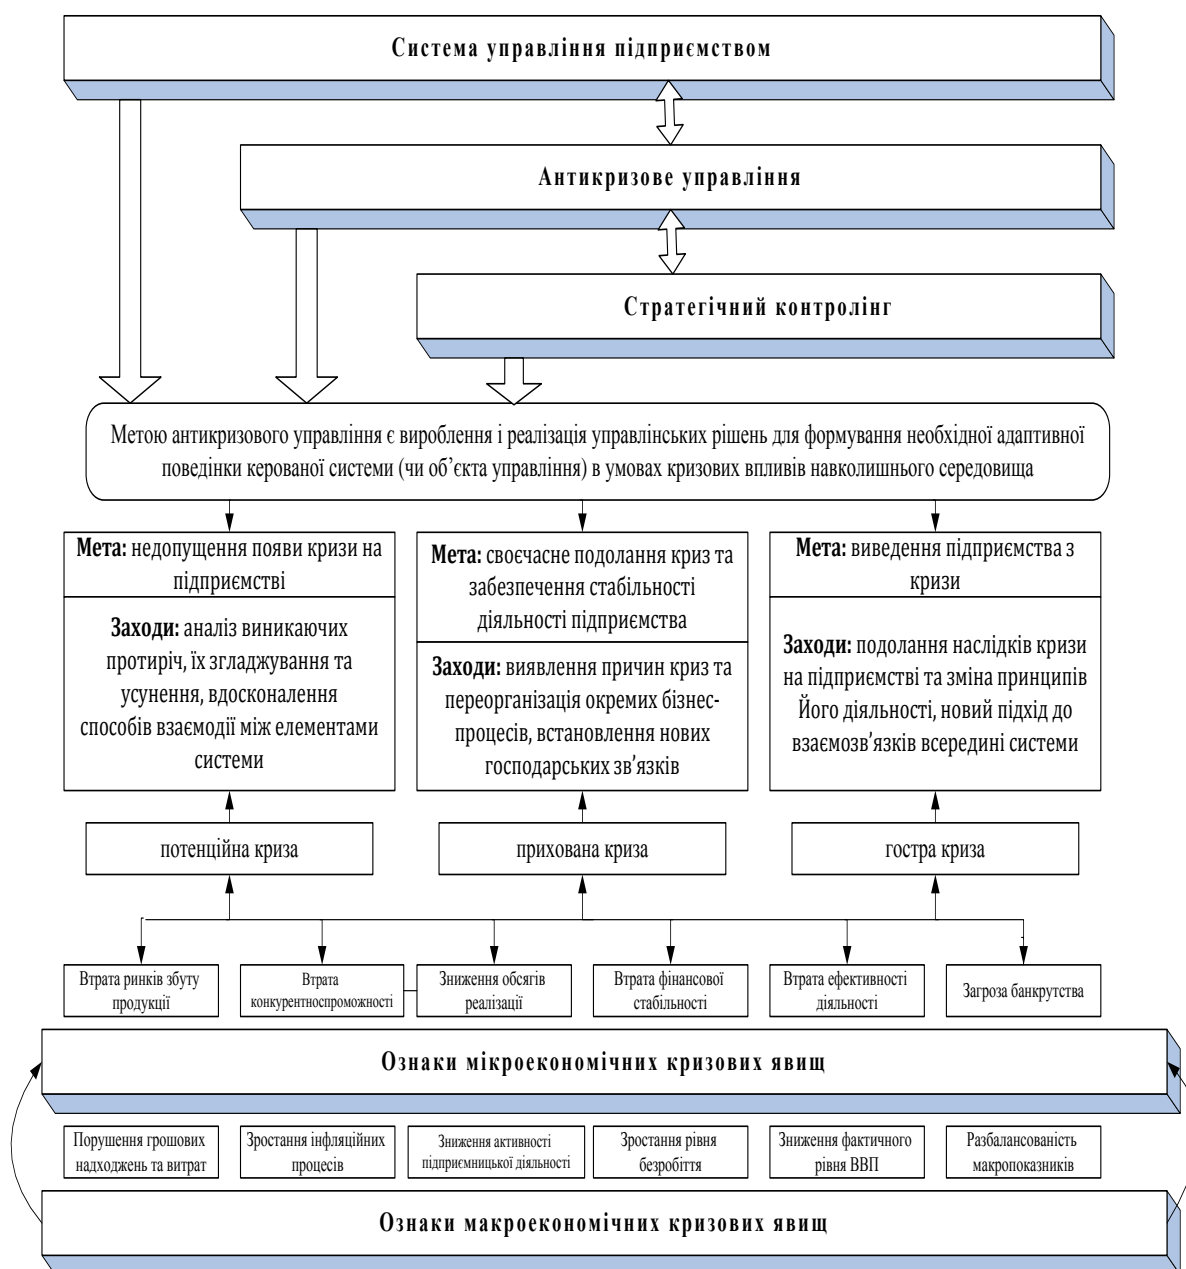 Система управління підприємством
Антикризове управління
Стратегічний контролінг
Метою антикризового управління є вироблення і реалізація управлінських рішень для формування необхідної адаптивної
поведінки керованої системи (чи об’єкта управління) в умовах кризових впливів навколишнього середовища
Мета: недопущення появи кризи на
підприємстві
Заходи: аналіз виникаючих
протиріч, їх згладжування та
усунення, вдосконалення
способів взаємодії між елементами
системи
Мета: своєчасне подолання криз та
забезпечення стабільності
діяльності підприємства
Заходи: виявлення причин криз та
переорганізація окремих бізнес-
процесів, встановлення нових
господарських зв’язків
Мета: виведення підприємства з
кризи
Заходи: подолання наслідків кризи
на підприємстві та зміна принципів
Його діяльності, новий підхід до
взаємозв’язків всередині системи
потенційна криза
прихована криза
гостра криза
Втрата ринків збуту
продукції
Втрата
конкурентноспроможності
Зниження обсягів
реалізації
Втрата фінансової
стабільності
Втрата ефективності
діяльності
Загроза банкрутства
Ознаки мікроекономічних кризових явищ
Порушення грошових
надходжень та витрат
Зростання інфляційних
процесів
Зниження активності
підприємницької діяльності
Зростання рівня
безробіття
Зниження фактичного
рівня ВВП
Разбалансованість
макропоказників
Ознаки макроекономічних кризових явищ